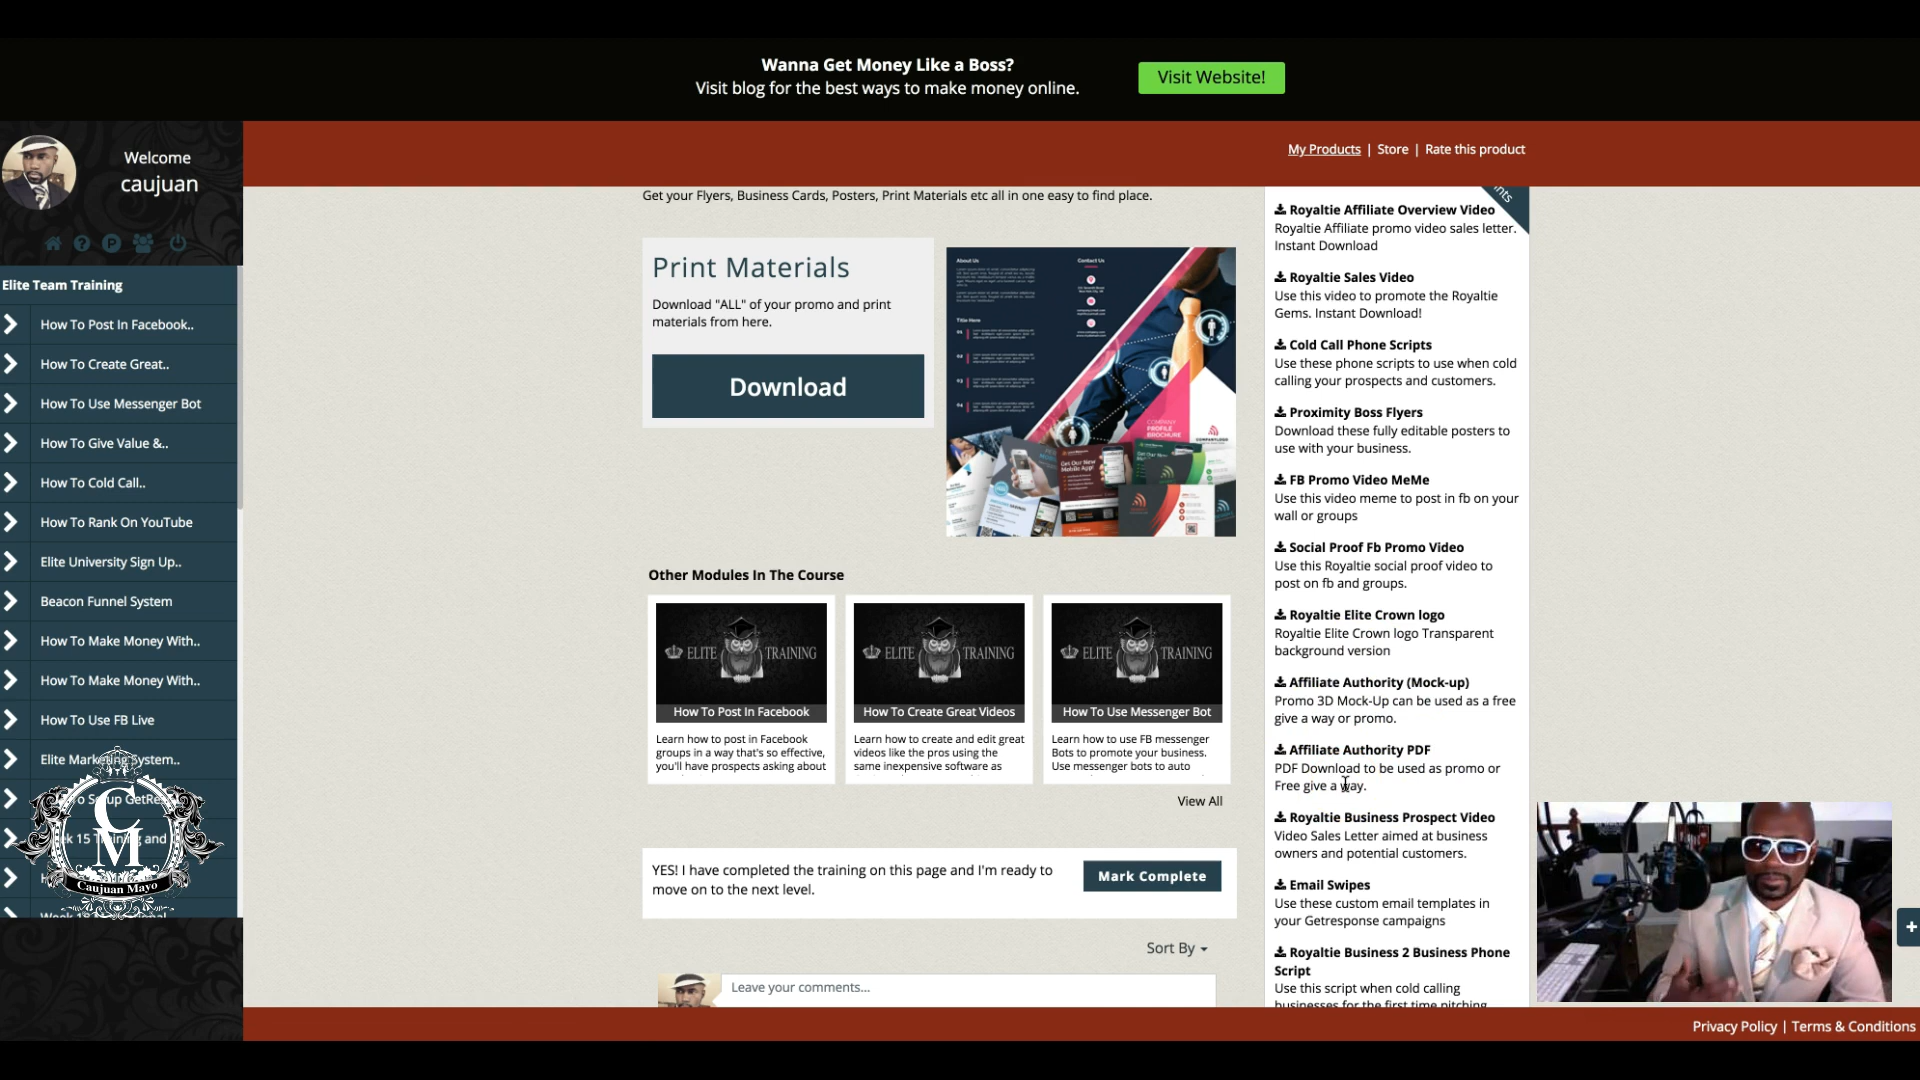 Wanna Get Money Like a Boss?
Visit blog for the best ways to make money online.
Visit Website!
Welcome
caujuan
My Products | Store | Rate this product
Elite Team Training
How To Post In Facebook..
How To Create Great..
How To Use Messenger Bot
How To Give Value &..
How To Cold Call..
How To Rank On YouTube
Elite University Sign Up..
Beacon Funnel System
How To Make Money With..
How To Make Money With..
How To Use FB Live
Elite Marketing System..
C
M
Caujuan Mayo
Get your Flyers, Business Cards, Posters, Print Materials etc all in one easy to find place.
Print Materials
Download "ALL" of your promo and print
materials from here.
Download
About Us
Contact Us
Title Here
COMPANY
PROFILE
BROCHURE
Other Modules In The Course
ELITE TRAINING
How To Post In Facebook
Learn how to post in Facebook
groups in a way that's so effective,
you'll have prospects asking about
ELITE TRAINING
How To Create Great Videos
Learn how to create and edit great
videos like the pros using the
same inexpensive software as
ELITE TRAINING
How To Use Messenger Bot
Learn how to use FB messenger
Bots to promote your business.
Use messenger bots to auto
View All
YES! I have completed the training on this page and I'm ready to
move on to the next level.
Mark Complete
Sort By
Leave your comments...
Royaltie Affiliate Overview Video
Royaltie Affiliate promo video sales letter.
Instant Download
Royaltie Sales Video
Use this video to promote the Royaltie
Gems. Instant Download!
Cold Call Phone Scripts
Use these phone scripts to use when cold
calling your prospects and customers.
Proximity Boss Flyers
Download these fully editable posters to
use with your business.
FB Promo Video MeMe
Use this video meme to post in fb on your
wall or groups
Social Proof Fb Promo Video
Use this Royaltie social proof video to
post on fb and groups.
Royaltie Elite Crown logo
Royaltie Elite Crown logo Transparent
background version
Affiliate Authority (Mock-up)
Promo 3D Mock-Up can be used as a free
give a way or promo.
Affiliate Authority PDF
PDF Download to be used as promo or
Free give a way.
Royaltie Business Prospect Video
Video Sales Letter aimed at business
owners and potential customers.
Email Swipes
Use these custom email templates in
your Getresponse campaigns
Royaltie Business 2 Business Phone
Script
Use this script when cold calling
businesses for the first time pitching
Privacy Policy | Terms & Conditions